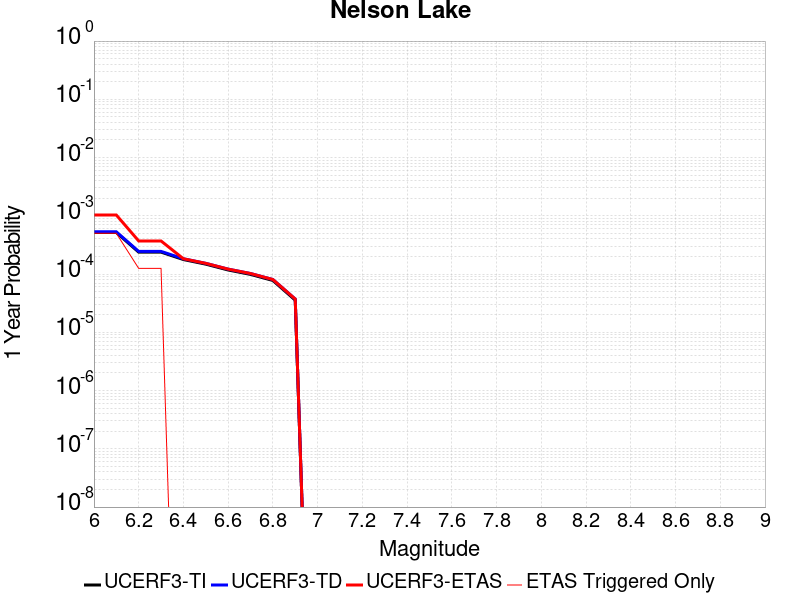 Nelson Lake
10^0
10^-1
10^-2
10^-3
10^-4
10^-5
10^-6
10^-7
10^-8
1 Year Probability
6 6.2 6.4 6.6 6.8 7 7.2 7.4 7.6 7.8 8 8.2 8.4 8.6 8.8 9
Magnitude
UCERF3-TI UCERF3-TD UCERF3-ETAS ETAS Triggered Only